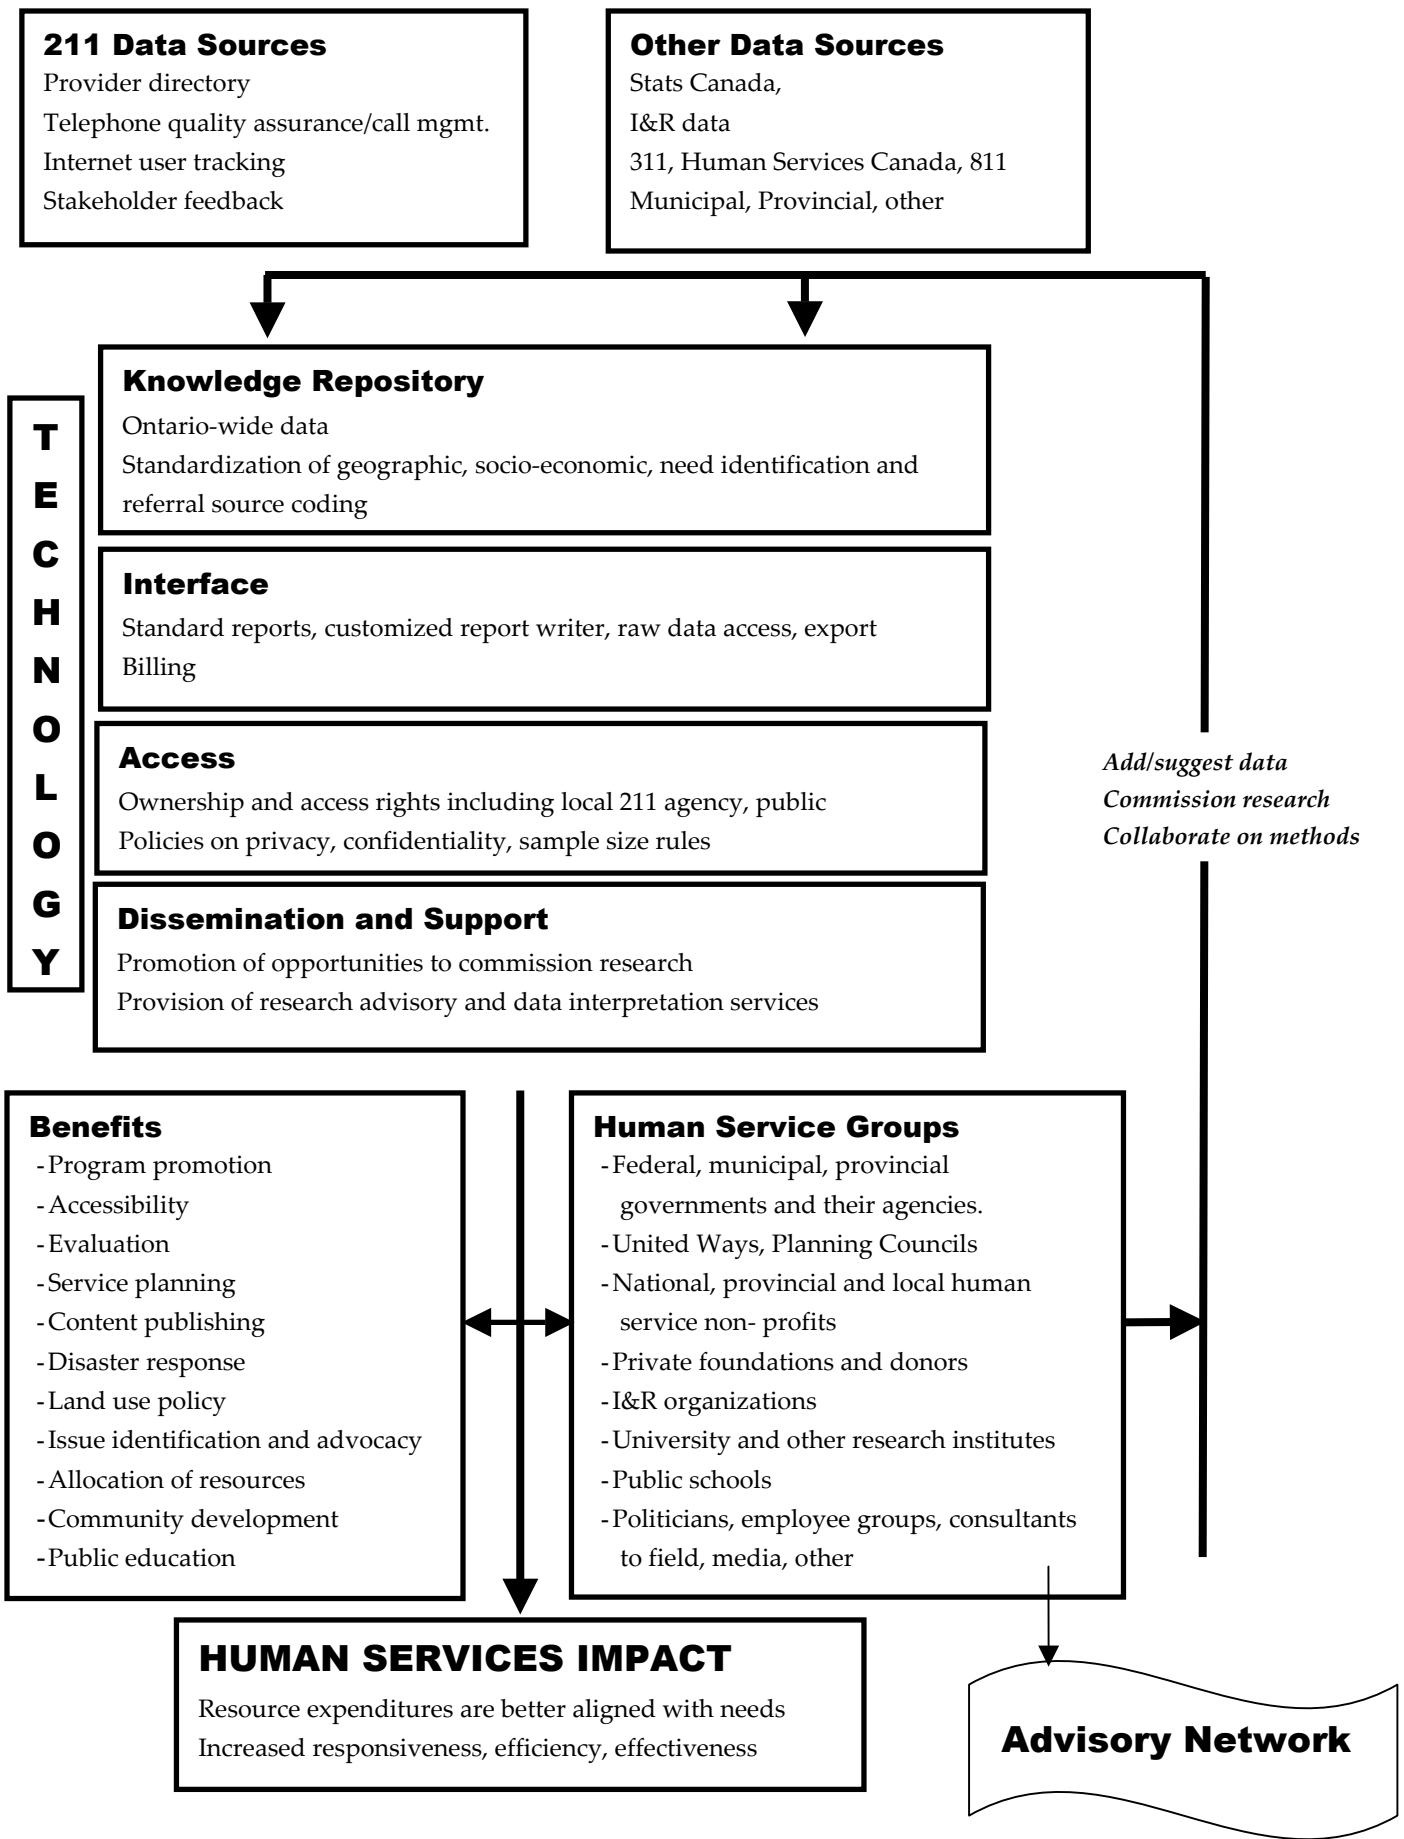 211 Data Sources
Provider directory
Telephone quality assurance/call mgmt.
Internet user tracking
Stakeholder feedback
Other Data Sources
Stats Canada,
I&R data
311, Human Services Canada, 811
Municipal, Provincial, other
TECHNOLOGY
Knowledge Repository
Ontario-wide data
Standardization of geographic, socio-economic, need identification and
referral source coding
Interface
Standard reports, customized report writer, raw data access, export
Billing
Access
Ownership and access rights including local 211 agency, public
Policies on privacy, confidentiality, sample size rules
Dissemination and Support
Promotion of opportunities to commission research
Provision of research advisory and data interpretation services
Add/suggest data
Commission research
Collaborate on methods
Benefits
-Program promotion
-Accessibility
-Evaluation
-Service planning
-Content publishing
-Disaster response
-Land use policy
-Issue identification and advocacy
-Allocation of resources
-Community development
-Public education
Human Service Groups
-Federal, municipal, provincial
governments and their agencies.
-United Ways, Planning Councils
-National, provincial and local human
service non- profits
-Private foundations and donors
-I&R organizations
-University and other research institutes
-Public schools
-Politicians, employee groups, consultants
to field, media, other
HUMAN SERVICES IMPACT
Resource expenditures are better aligned with needs
Increased responsiveness, efficiency, effectiveness
Advisory Network